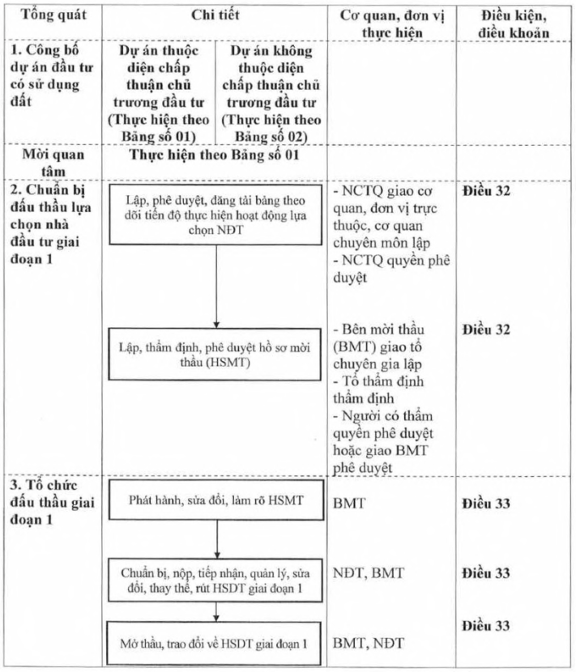 Tổng quát
Chi tiết
Cơ quan, đơn vị
thực hiện
Điều kiện,
điều khoản
1. Công bố
dự án đầu tư
có sử dụng
đất
Dự án thuộc
diện chấp
thuận chủ
trương đầu tư
(Thực hiện theo
Bảng số 01)
Dự án không
thuộc diện
chấp thuận chủ
trương đầu tư
(Thực hiện theo
Bảng số 02)
Mời quan
tâm
Thực hiện theo Bảng số 01
2. Chuẩn bị
đấu thầu lựa
chọn nhà
đầu tư giai
đoạn 1
Lập, phê duyệt, đăng tải bảng theo
dõi tiến độ thực hiện hoạt động lựa
chọn NĐT
- NCTQ giao cơ
quan, đơn vị trực
thuộc, cơ quan
chuyên môn lập
- NCTQ quyền phê
duyệt
Điều 32
Lập, thẩm định, phê duyệt hồ sơ mời
thầu (HSMT)
- Bên mời thầu
(BMT) giao tổ
chuyên gia lập
- Tổ thẩm định
thẩm định
- Người có thẩm
quyền phê duyệt
hoặc giao BMT
phê duyệt
Điều 32
3. Tổ chức
đấu thầu giai
đoạn 1
Phát hành, sửa đổi, làm rõ HSMT
BMT
Điều 33
Chuẩn bị, nộp, tiếp nhận, quản lý, sửa
đổi, thay thế, rút HSDT giai đoạn 1
NĐT, BMT
Điều 33
Mở thầu, trao đổi về HSDT giai đoạn 1
BMT, NĐT
Điều 33